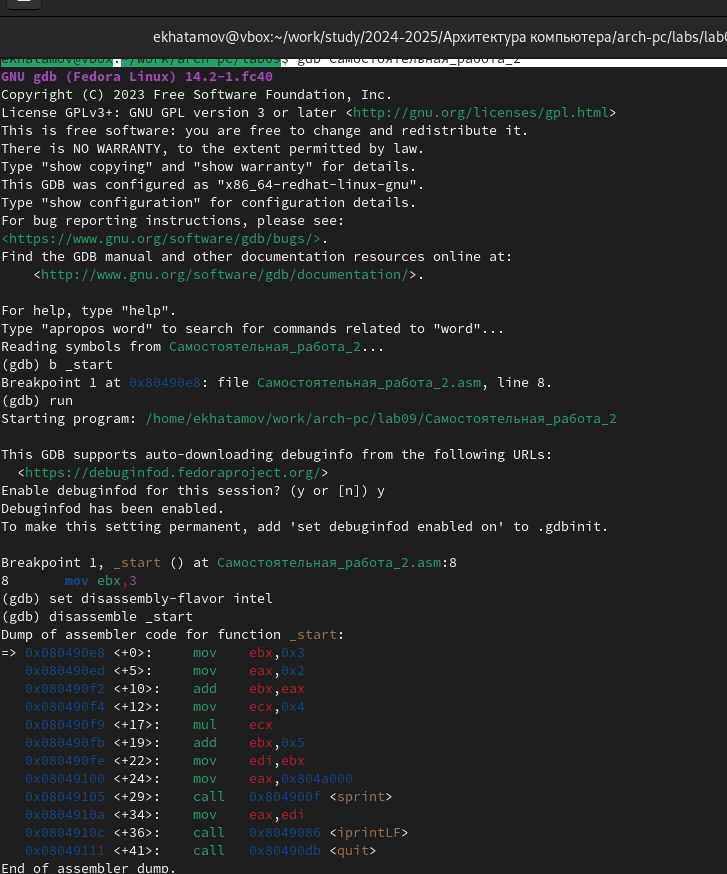 ekhatamov@vbox:~/work/study/2024-2025/Архитектура компьютера/arch-pc/labs/lab0
ekhatamov@vbox:~/work/arch-pc/lab09$ gdb Самостоятельная_работа_2
GNU gdb (Fedora Linux) 14.2-1.fc40
Copyright (C) 2023 Free Software Foundation, Inc.
License GPLv3+: GNU GPL version 3 or later <http://gnu.org/licenses/gpl.html>
This is free software: you are free to change and redistribute it.
There is NO WARRANTY, to the extent permitted by law.
Type "show copying" and "show warranty" for details.
This GDB was configured as "x86_64-redhat-linux-gnu".
Type "show configuration" for configuration details.
For bug reporting instructions, please see:
<https://www.gnu.org/software/gdb/bugs/>.
Find the GDB manual and other documentation resources online at:
    <http://www.gnu.org/software/gdb/documentation/>.

For help, type "help".
Type "apropos word" to search for commands related to "word"...
Reading symbols from Самостоятельная_работа_2...
(gdb) b _start
Breakpoint 1 at 0x80490e8: file Самостоятельная_работа_2.asm, line 8.
(gdb) run
Starting program: /home/ekhatamov/work/arch-pc/lab09/Самостоятельная_работа_2

This GDB supports auto-downloading debuginfo from the following URLs:
  <https://debuginfod.fedoraproject.org/>
Enable debuginfod for this session? (y or [n]) y
Debuginfod has been enabled.
To make this setting permanent, add 'set debuginfod enabled on' to .gdbinit.

Breakpoint 1, _start () at Самостоятельная_работа_2.asm:8
8       mov ebx,3
(gdb) set disassembly-flavor intel
(gdb) disassemble _start
Dump of assembler code for function _start:
=> 0x080490e8 <+0>:     mov    ebx,0x3
   0x080490ed <+5>:     mov    eax,0x2
   0x080490f2 <+10>:    add    ebx,eax
   0x080490f4 <+12>:    mov    ecx,0x4
   0x080490f9 <+17>:    mul    ecx
   0x080490fb <+19>:    add    ebx,0x5
   0x080490fe <+22>:    mov    edi,ebx
   0x08049100 <+24>:    mov    eax,0x804a000
   0x08049105 <+29>:    call   0x804900f <sprint>
   0x0804910a <+34>:    mov    eax,edi
   0x0804910c <+36>:    call   0x8049086 <iprintLF>
   0x08049111 <+41>:    call   0x80490db <quit>
End of assembler dump.